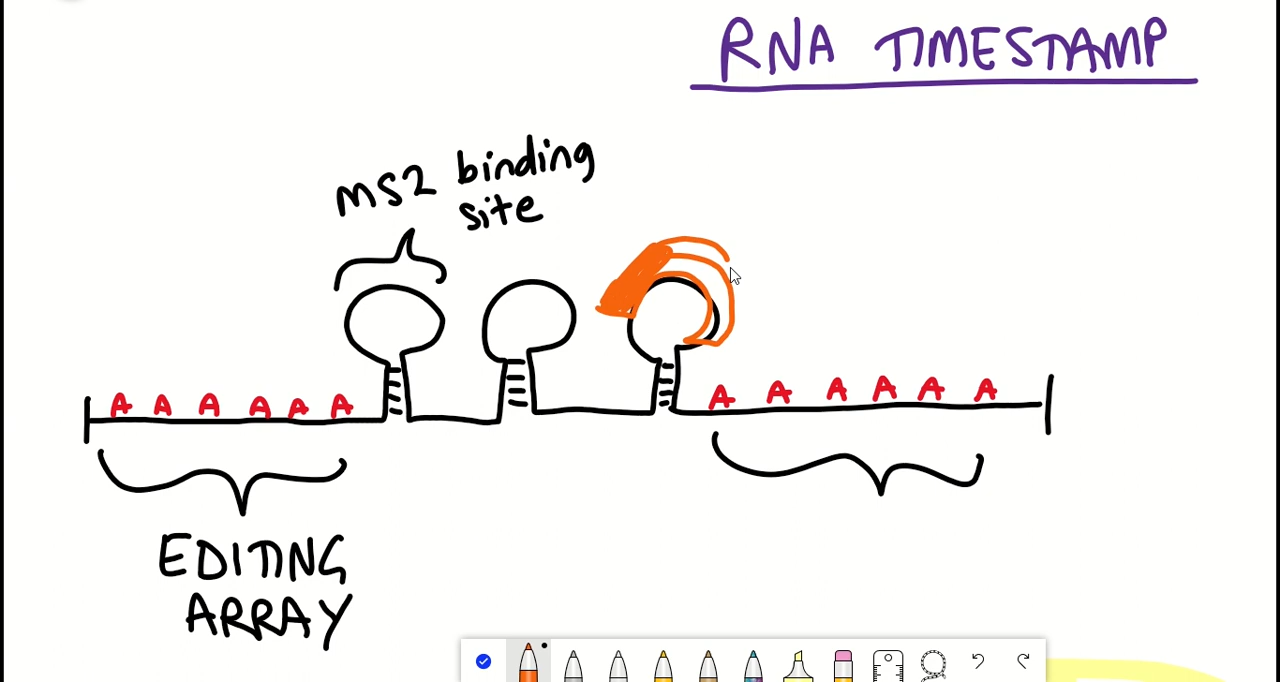 RNA TIMESTAMP
MS2 binding
site
A A A A A A
A A A A A A
EDITING
ARRAY